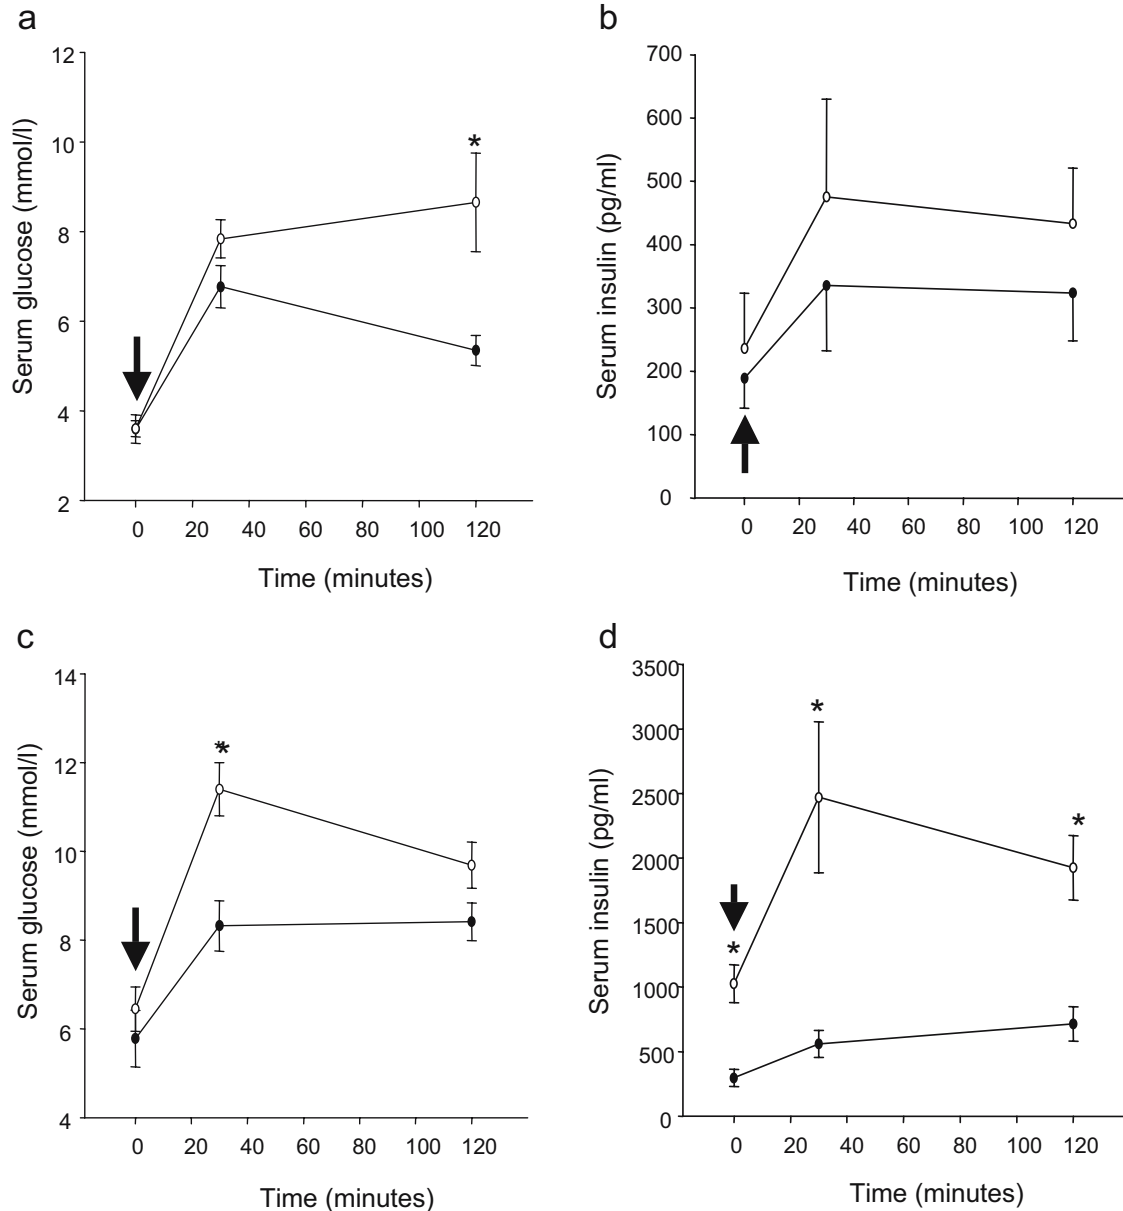 a
12
10
8
6
4
2
Serum glucose (mmol/l)
*
0 20 40 60 80 100 120
Time (minutes)
b
700
600
500
400
300
200
100
0
Serum insulin (pg/ml)
0 20 40 60 80 100 120
Time (minutes)
c
14
12
10
8
6
4
Serum glucose (mmol/l)
**
0 20 40 60 80 100 120
Time (minutes)
d
3500
3000
2500
2000
1500
1000
500
0
Serum insulin (pg/ml)
*
*
*
0 20 40 60 80 100 120
Time (minutes)